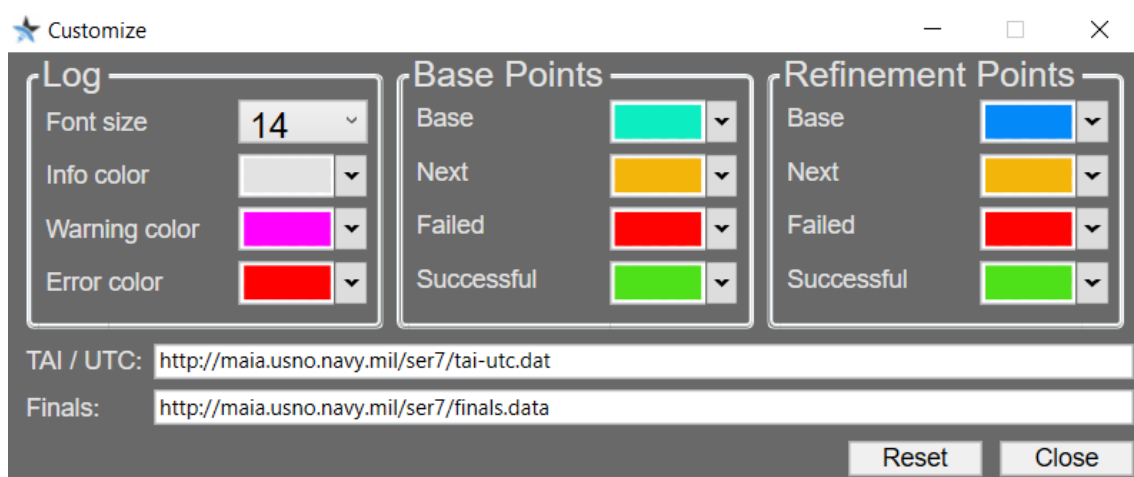 Customize
Log
Font size
14
Info color
Warning color
Error color
Base Points
Base
Next
Failed
Successful
Refinement Points
Base
Next
Failed
Successful
TAI / UTC: http://maia.usno.navy.mil/ser7/tai-utc.dat
Finals: http://maia.usno.navy.mil/ser7/finals.data
Reset Close